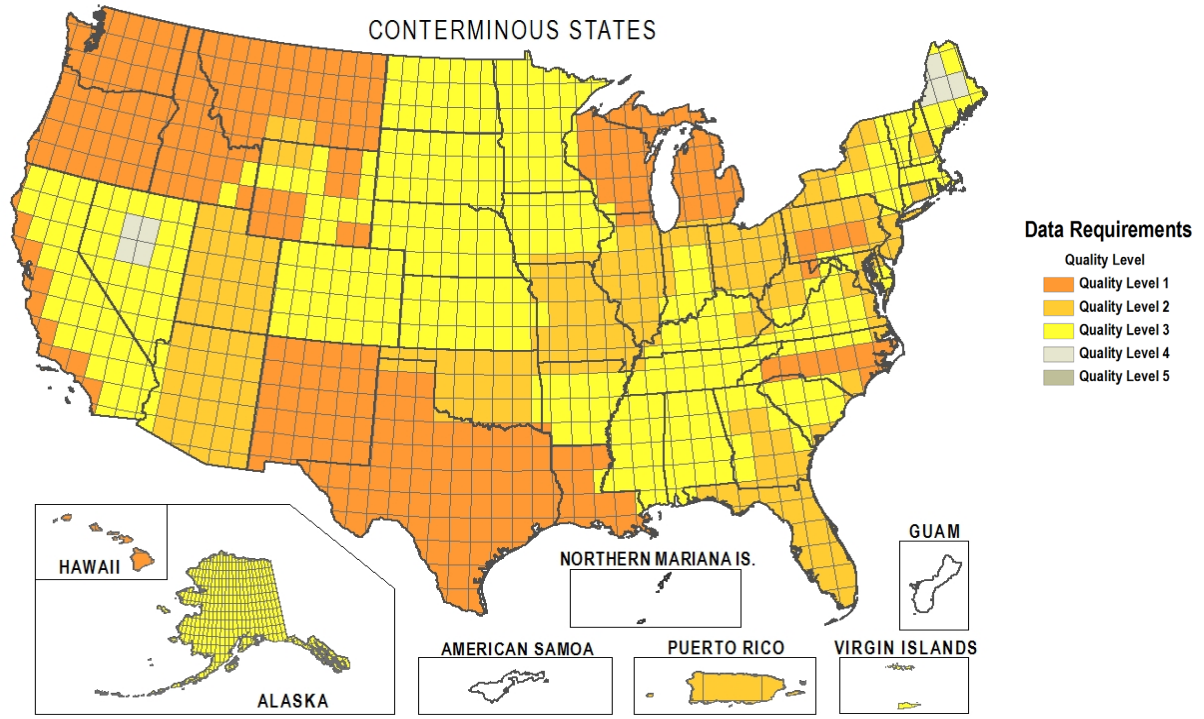 CONTERMINOUS STATES
Data Requirements
Quality Level
Quality Level 1
Quality Level 2
Quality Level 3
Quality Level 4
Quality Level 5
GUAM
NORTHERN MARIANA IS.
HAWAII
AMERICAN SAMOA
PUERTO RICO
VIRGIN ISLANDS
ALASKA